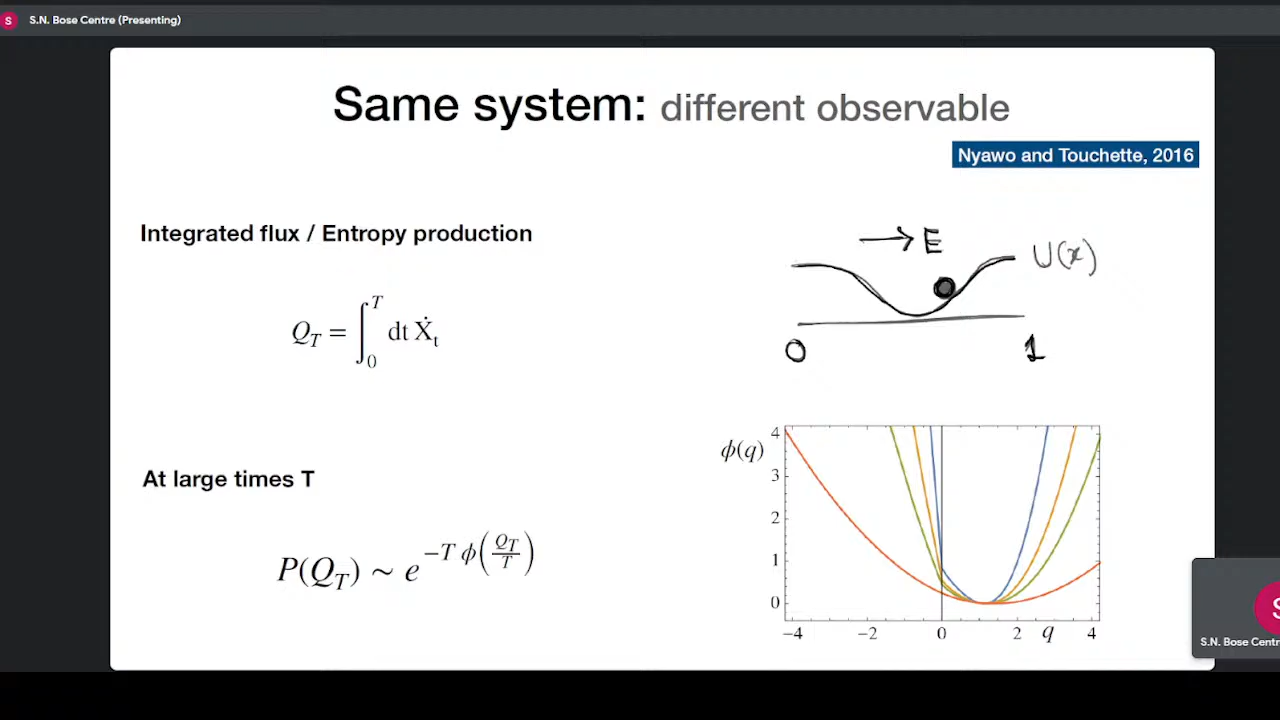 S S.N. Bose Centre (Presenting)
Same system: different observable
Nyawo and Touchette, 2016
Integrated flux / Entropy production
Q_T = ∫_0^T dt Ẋ_t
→ E
U(x)
0 1
At large times T
P(Q_T) ~ e^{-T ϕ(Q_T/T)}
ϕ(q)
4
3
2
1
0
−4 −2 0 2 q 4
S
S.N. Bose Centr